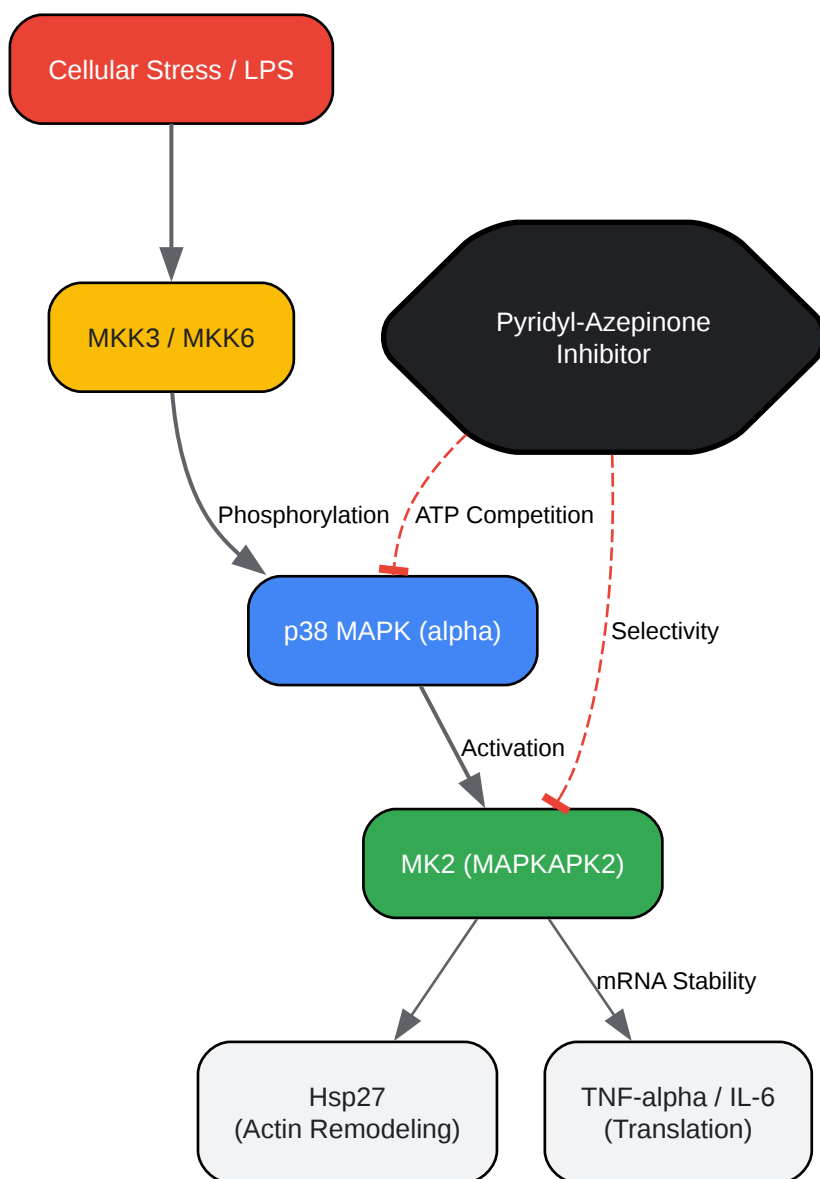 Cellular Stress / LPS
MKK3 / MKK6
Pyridyl-Azepinone
Inhibitor
Phosphorylation
ATP Competition
p38 MAPK (alpha)
Selectivity
Activation
MK2 (MAPKAPK2)
mRNA Stability
Hsp27
(Actin Remodeling)
TNF-alpha / IL-6
(Translation)